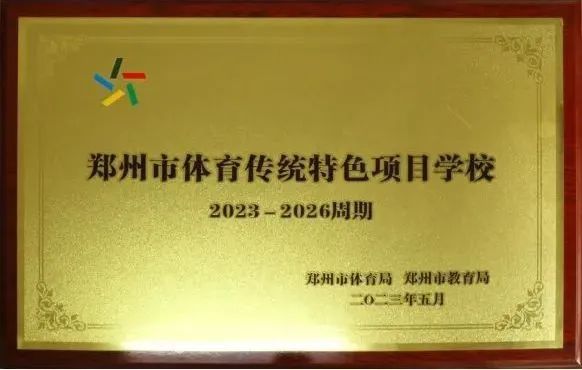 郑州市体育传统特色项目学校
2023－2026周期
郑州市体育局 郑州市教育局
二〇二三年五月